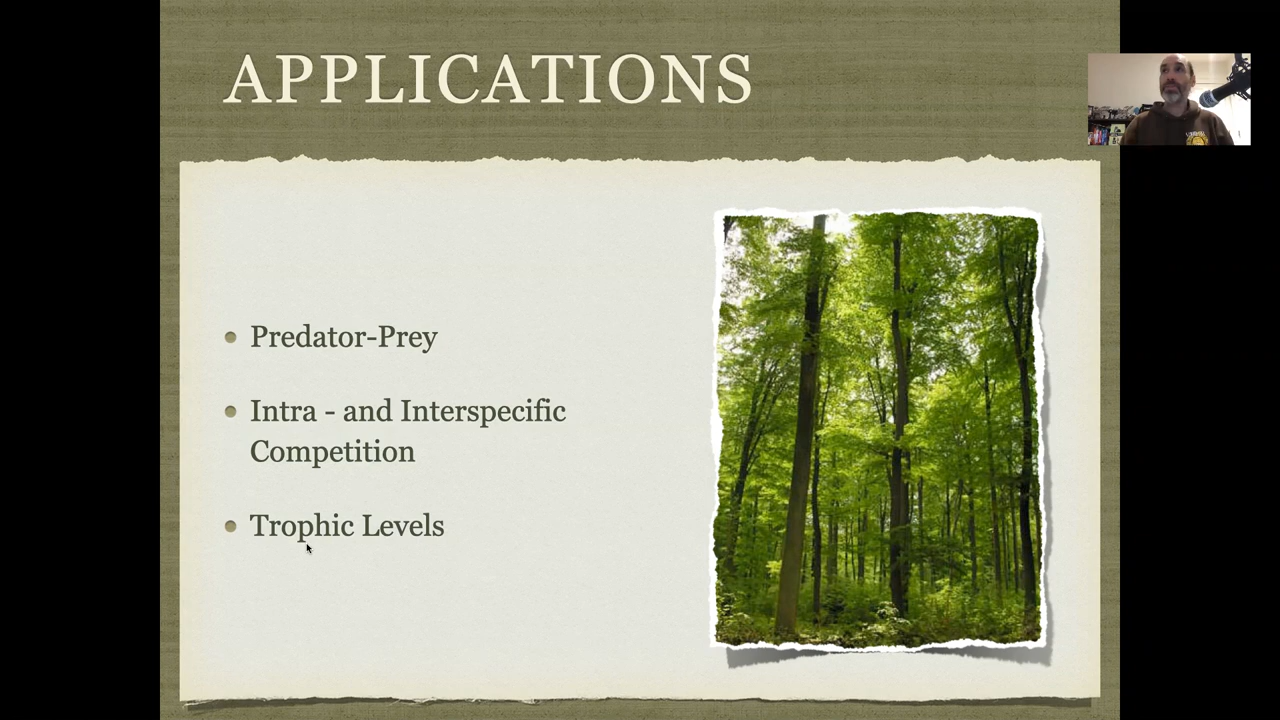 APPLICATIONS
Predator-Prey
Intra - and Interspecific
Competition
Trophic Levels